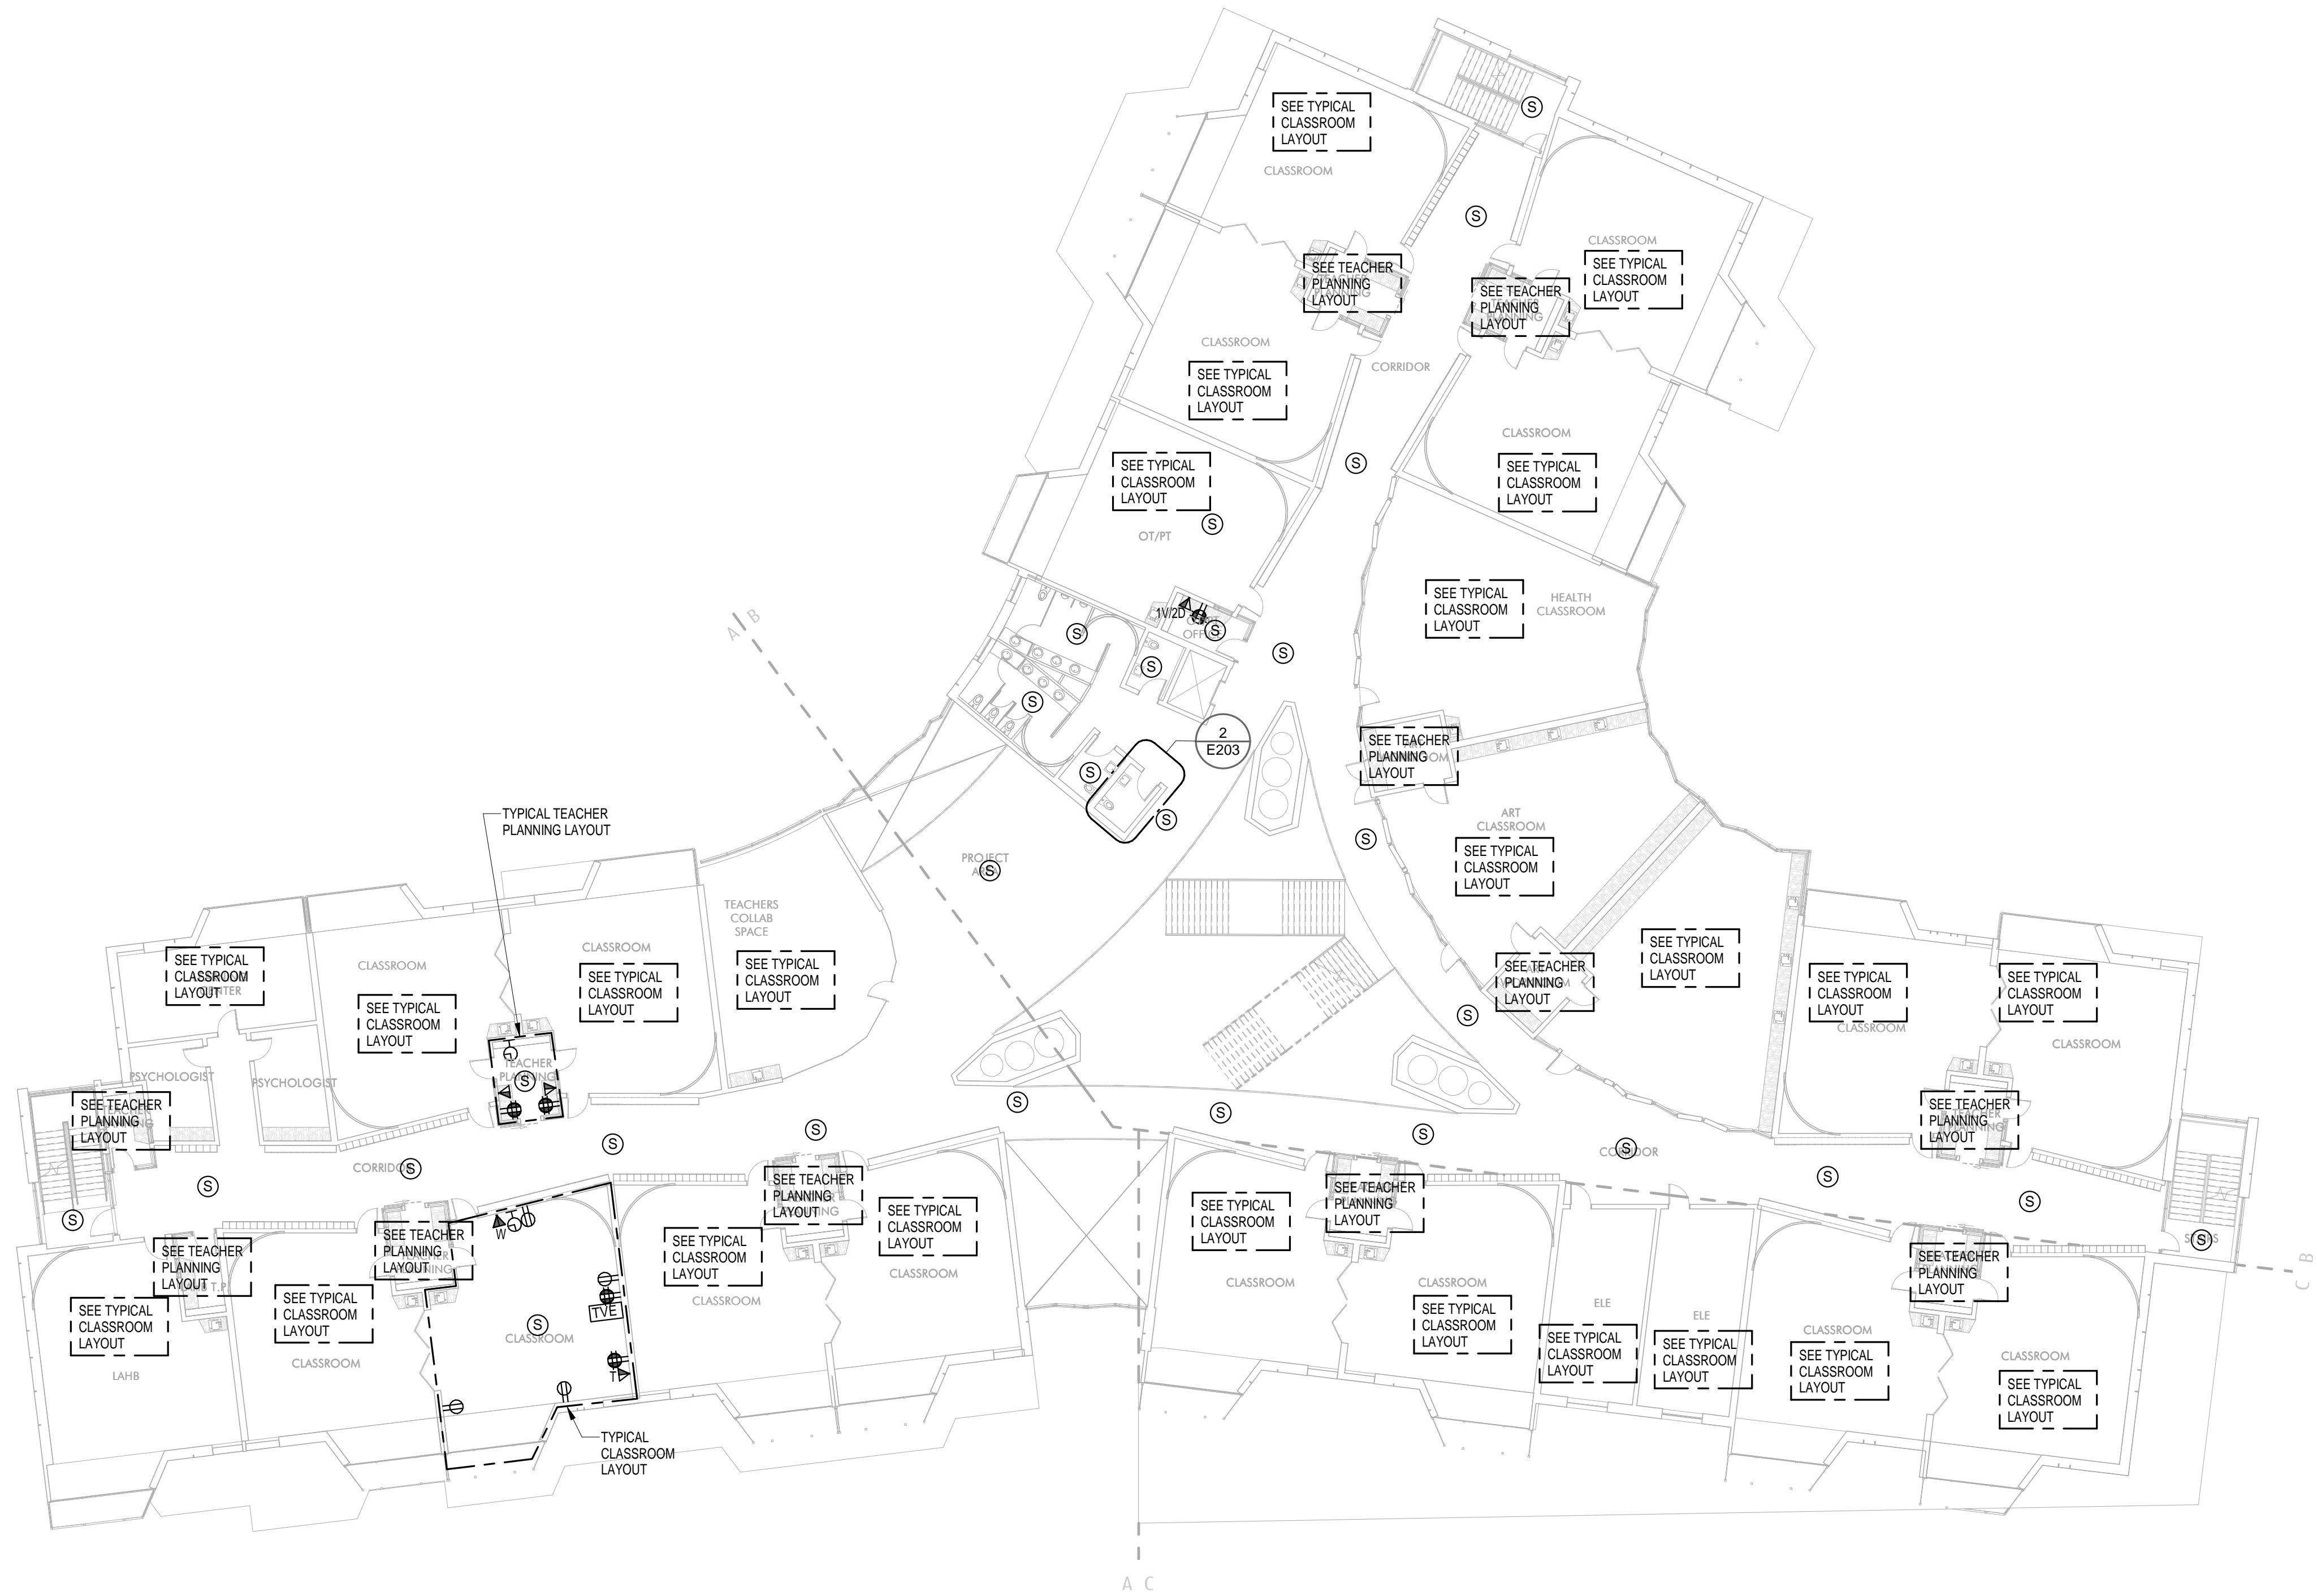 SEE TYPICAL
CLASSROOM
LAYOUT
CLASSROOM
S
S
CLASSROOM
SEE TYPICAL
CLASSROOM
LAYOUT
SEE TEACHER
PLANNING
LAYOUT
SEE TEACHER
PLANNING
LAYOUT
CLASSROOM
SEE TYPICAL
CLASSROOM
LAYOUT
CORRIDOR
CLASSROOM
SEE TYPICAL
CLASSROOM
LAYOUT
S
SEE TYPICAL
CLASSROOM
LAYOUT
S
OT/PT
SEE TYPICAL
CLASSROOM
LAYOUT
HEALTH
CLASSROOM
1V/2D
S
OFFICE
S
S
S
S
A B
2
E203
SEE TEACHER
PLANNING
LAYOUT
S
S
S
TYPICAL TEACHER
PLANNING LAYOUT
ART
CLASSROOM
SEE TYPICAL
CLASSROOM
LAYOUT
PROJECT
AREA
S
TEACHERS
COLLAB
SPACE
SEE TYPICAL
CLASSROOM
LAYOUT
SEE TYPICAL
CLASSROOM
LAYOUT
CENTER
CLASSROOM
SEE TYPICAL
CLASSROOM
LAYOUT
CLASSROOM
SEE TYPICAL
CLASSROOM
LAYOUT
SEE TEACHER
PLANNING
LAYOUT
S
SEE TYPICAL
CLASSROOM
LAYOUT
SEE TYPICAL
CLASSROOM
LAYOUT
CLASSROOM
SEE TYPICAL
CLASSROOM
LAYOUT
CLASSROOM
PSYCHOLOGIST
PSYCHOLOGIST
TEACHER
PLANNING
S
SEE TEACHER
PLANNING
LAYOUT
SEE TEACHER
PLANNING
LAYOUT
TEACHER
PLANNING
S
S
S
S
S
CORRIDOR
S
CORRIDOR
S
S
S
S
S
STAIRS
S
C B
SEE TEACHER
PLANNING
LAYOUT
T.P.
SEE TEACHER
PLANNING
LAYOUT
W
SEE TEACHER
PLANNING
LAYOUT
SEE TYPICAL
CLASSROOM
LAYOUT
CLASSROOM
SEE TYPICAL
CLASSROOM
LAYOUT
CLASSROOM
SEE TYPICAL
CLASSROOM
LAYOUT
CLASSROOM
SEE TEACHER
PLANNING
LAYOUT
SEE TEACHER
PLANNING
LAYOUT
SEE TYPICAL
CLASSROOM
LAYOUT
LAHB
SEE TYPICAL
CLASSROOM
LAYOUT
CLASSROOM
TVE
S
CLASSROOM
T
CLASSROOM
SEE TYPICAL
CLASSROOM
LAYOUT
ELE
SEE TYPICAL
CLASSROOM
LAYOUT
ELE
SEE TYPICAL
CLASSROOM
LAYOUT
CLASSROOM
SEE TYPICAL
CLASSROOM
LAYOUT
CLASSROOM
SEE TYPICAL
CLASSROOM
LAYOUT
TYPICAL
CLASSROOM
LAYOUT
A C